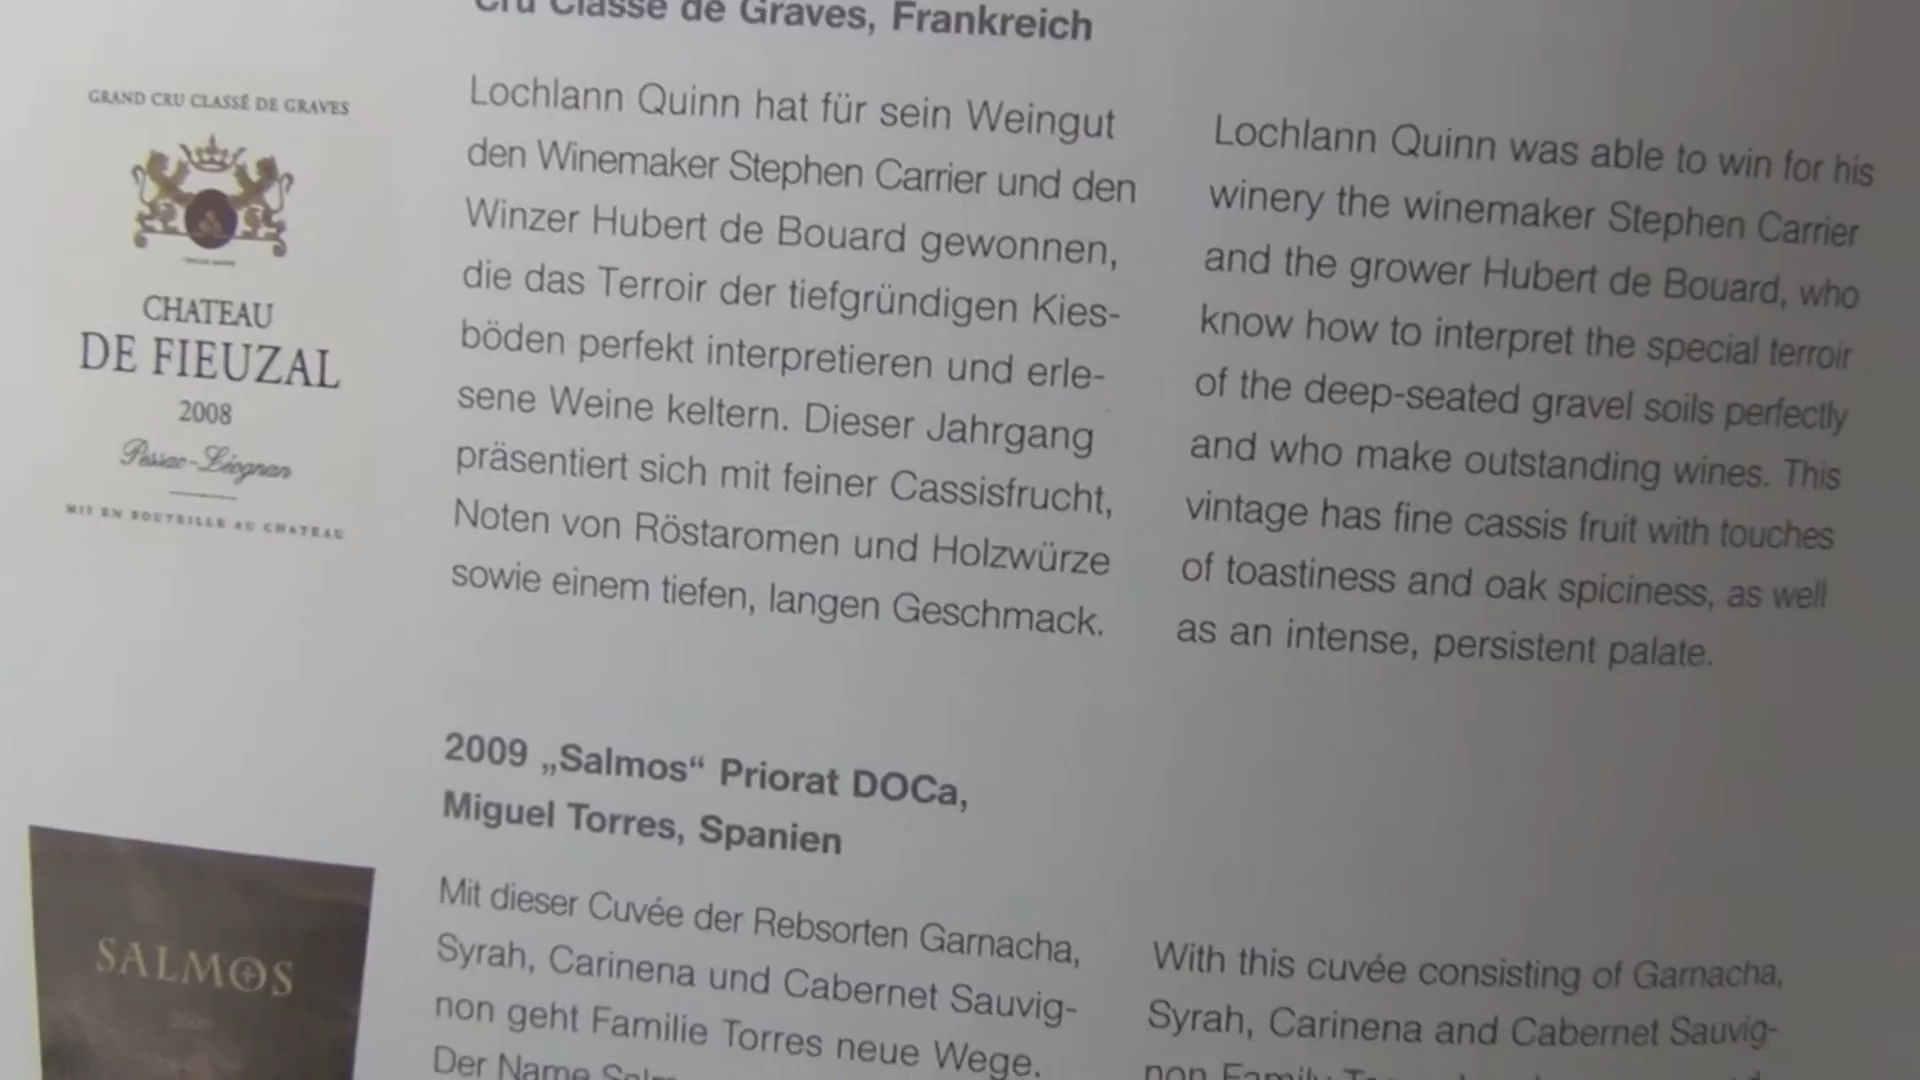 Cru Classé de Graves, Frankreich
GRAND CRU CLASSÉ DE GRAVES
CHATEAU
DE FIEUZAL
2008
Pessac-Léognan
MIS EN BOUTEILLE AU CHATEAU
Lochlann Quinn hat für sein Weingut
den Winemaker Stephen Carrier und den
Winzer Hubert de Bouard gewonnen,
die das Terroir der tiefgründigen Kies-
böden perfekt interpretieren und erle-
sene Weine keltern. Dieser Jahrgang
präsentiert sich mit feiner Cassisfrucht,
Noten von Röstaromen und Holzwürze
sowie einem tiefen, langen Geschmack.
Lochlann Quinn was able to win for his
winery the winemaker Stephen Carrier
and the grower Hubert de Bouard, who
know how to interpret the special terroir
of the deep-seated gravel soils perfectly
and who make outstanding wines. This
vintage has fine cassis fruit with touches
of toastiness and oak spiciness, as well
as an intense, persistent palate.
2009 „Salmos“ Priorat DOCa,
Miguel Torres, Spanien
SALMOS
Mit dieser Cuvée der Rebsorten Garnacha,
Syrah, Carinena und Cabernet Sauvig-
non geht Familie Torres neue Wege.
Der Name
With this cuvée consisting of Garnacha,
Syrah, Carinena and Cabernet Sauvig-
non Family